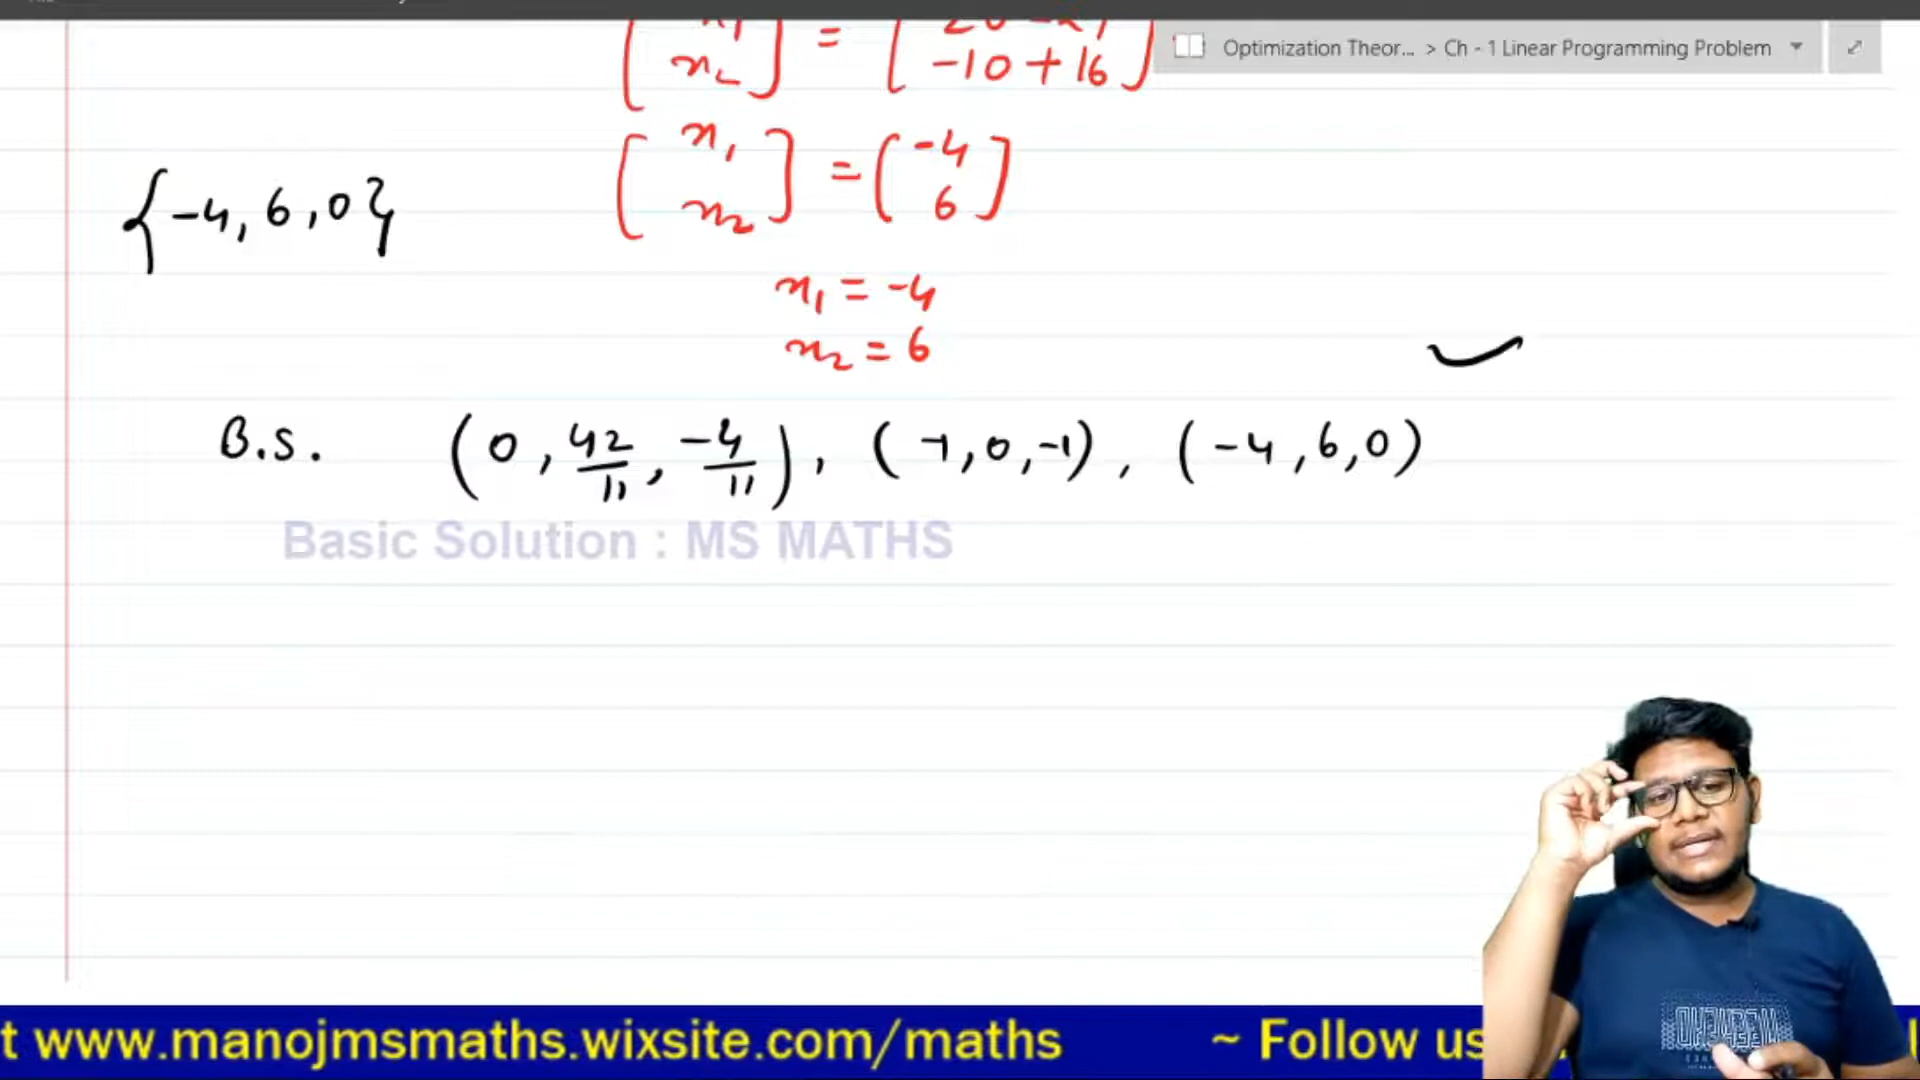 Optimization Theor... > Ch - 1 Linear Programming Problem
x₂ ] = [ -10 + 16 ]
[ x₁ ] = [ -4 ]
[ x₂ ] [ 6 ]
{-4, 6, 0}
x₁ = -4
x₂ = 6
B.S. (0, 42/11, -4/11), (7, 0, -1), (-4, 6, 0)
Basic Solution : MS MATHS
t www.manojmsmaths.wixsite.com/maths ~ Follow us